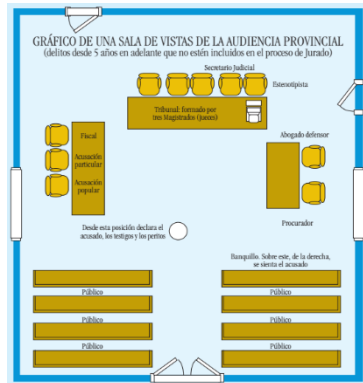 GRÁFICO DE UNA SALA DE VISTAS DE LA AUDIENCIA PROVINCIAL
(delitos desde 5 años en adelante que no estén incluidos en el proceso de Jurado)
Secretario Judicial
Estenotipista
Tribunal: formado por
tres Magistrados (jueces)
Fiscal
Acusación
particular
Acusación
popular
Abogado defensor
Procurador
Desde esta posición declara el
acusado, los testigos y los peritos
Banquillo. Sobre este, de la derecha,
se sienta el acusado
Público
Público
Público
Público
Público
Público